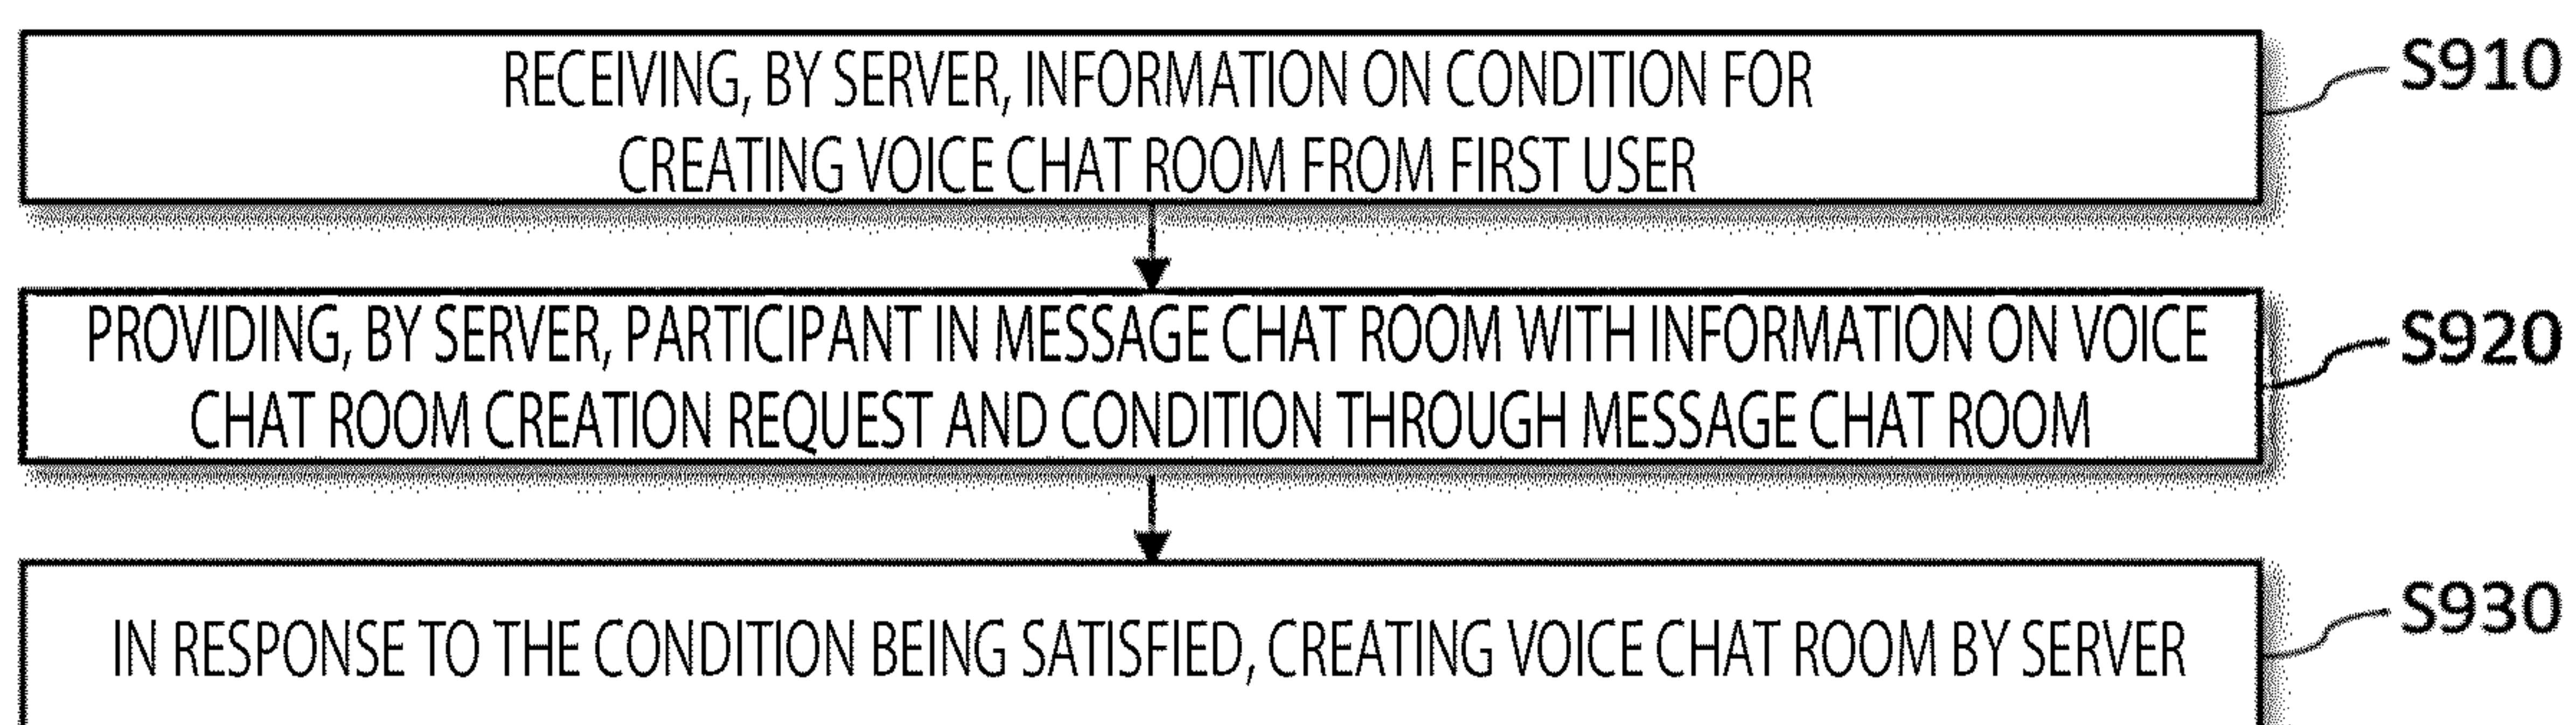 RECEIVING, BY SERVER, INFORMATION ON CONDITION FOR
CREATING VOICE CHAT ROOM FROM FIRST USER
S910
PROVIDING, BY SERVER, PARTICIPANT IN MESSAGE CHAT ROOM WITH INFORMATION ON VOICE
CHAT ROOM CREATION REQUEST AND CONDITION THROUGH MESSAGE CHAT ROOM
S920
IN RESPONSE TO THE CONDITION BEING SATISFIED, CREATING VOICE CHAT ROOM BY SERVER
S930